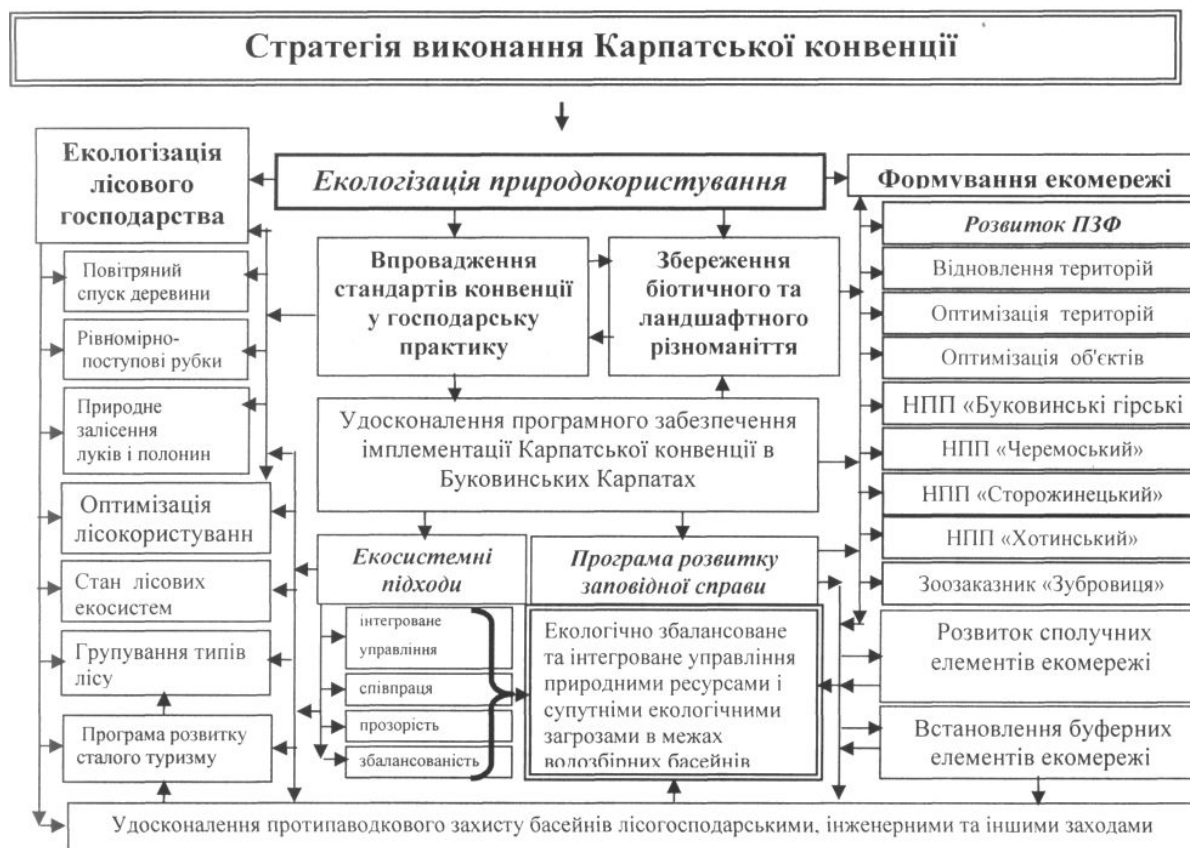 Стратегія виконання Карпатської конвенції
Екологізація
лісового
господарства
Екологізація природокористування
Формування екомережі
Повітряний
спуск деревини
Рівномірно-
поступові рубки
Природне
залісення
луків і полонин
Оптимізація
лісокористуванн
Стан лісових
екосистем
Групування типів
лісу
Програма розвитку
сталого туризму
Впровадження
стандартів конвенції
у господарську
практику
Збереження
біотичного та
ландшафтного
різноманіття
Удосконалення програмного забезпечення
імплементації Карпатської конвенції в
Буковинських Карпатах
Екосистемні
підходи
інтегроване
управління
співпраця
прозорість
збалансованість
Програма розвитку
заповідної справи
Екологічно збалансоване
та інтегроване управління
природними ресурсами і
супутніми екологічними
загрозами в межах
водозбірних басейнів
Розвиток ПЗФ
Відновлення територій
Оптимізація територій
Оптимізація об'єктів
НПП «Буковинські гірські
НПП «Черемоський»
НПП «Сторожинецький»
НПП «Хотинський»
Зоозаказник «Зубровиця»
Розвиток сполучних
елементів екомережі
Встановлення буферних
елементів екомережі
Удосконалення протипаводкового захисту басейнів лісогосподарськими, інженерними та іншими заходами